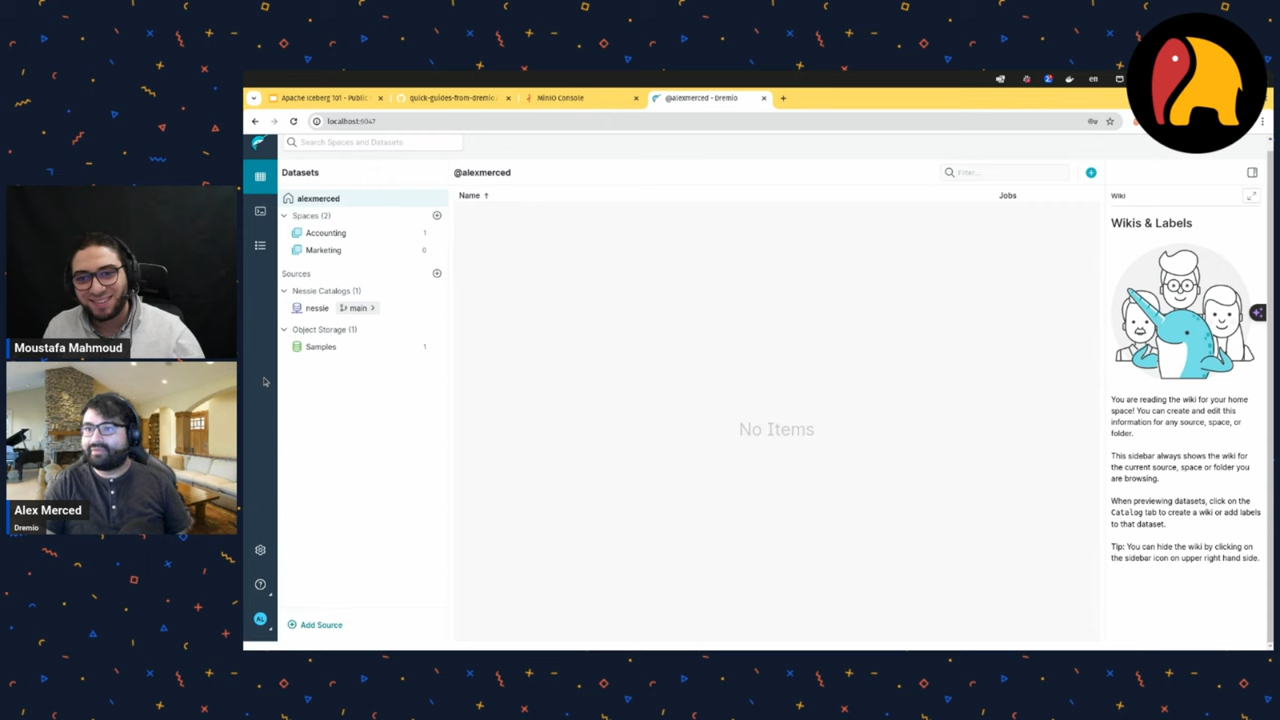 Apache Iceberg 101 - Public
quick-guides-from-dremio
MinIO Console
@alexmerced - Dremio
en
localhost:9047
Search Spaces and Datasets
Datasets
alexmerced
Spaces (2)
Accounting 1
Marketing 0
Sources
Nessie Catalogs (1)
nessie main
Object Storage (1)
Samples 1
Add Source
AL
@alexmerced
Filter...
Name
Jobs
No Items
Wiki
Wikis & Labels
You are reading the wiki for your home
space! You can create and edit this
information for any source, space, or
folder.
This sidebar always shows the wiki for
the current source, space or folder you
are browsing.
When previewing datasets, click on the
Catalog tab to create a wiki or add labels
to that dataset.
Tip: You can hide the wiki by clicking on
the sidebar icon on upper right hand side.
Moustafa Mahmoud
Alex Merced
Dremio